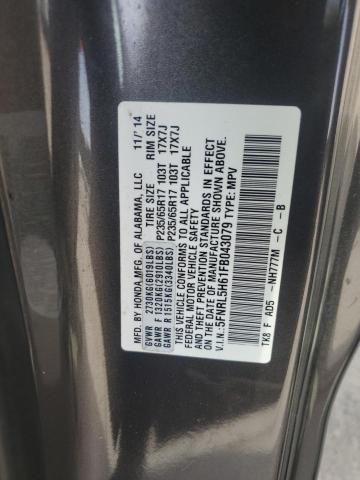 MFD. BY HONDA MFG. OF ALABAMA, LLC 11/'14
TIRE SIZE RIM SIZE
GVWR 2730KG(6019LBS)
GAWR F 1320KG(2910LBS) P235/65R17 103T 17X7J
GAWR R 1515KG(3340LBS) P235/65R17 103T 17X7J
THIS VEHICLE CONFORMS TO ALL APPLICABLE
FEDERAL MOTOR VEHICLE SAFETY AND THEFT
PREVENTION STANDARDS IN EFFECT
ON THE DATE OF MANUFACTURE SHOWN ABOVE.
V.I.N.:5FNRL5H61FB043079 TYPE: MPV
TK8 F AD5 -NH777M -C -B